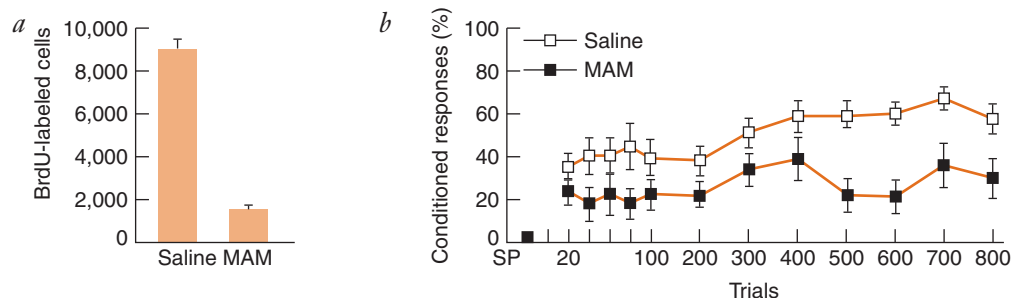 a
BrdU-labeled cells
10,000
8,000
6,000
4,000
2,000
0
Saline MAM
b
Conditioned responses (%)
100
80
60
40
20
0
Saline
MAM
SP 20 100 200 300 400 500 600 700 800
Trials